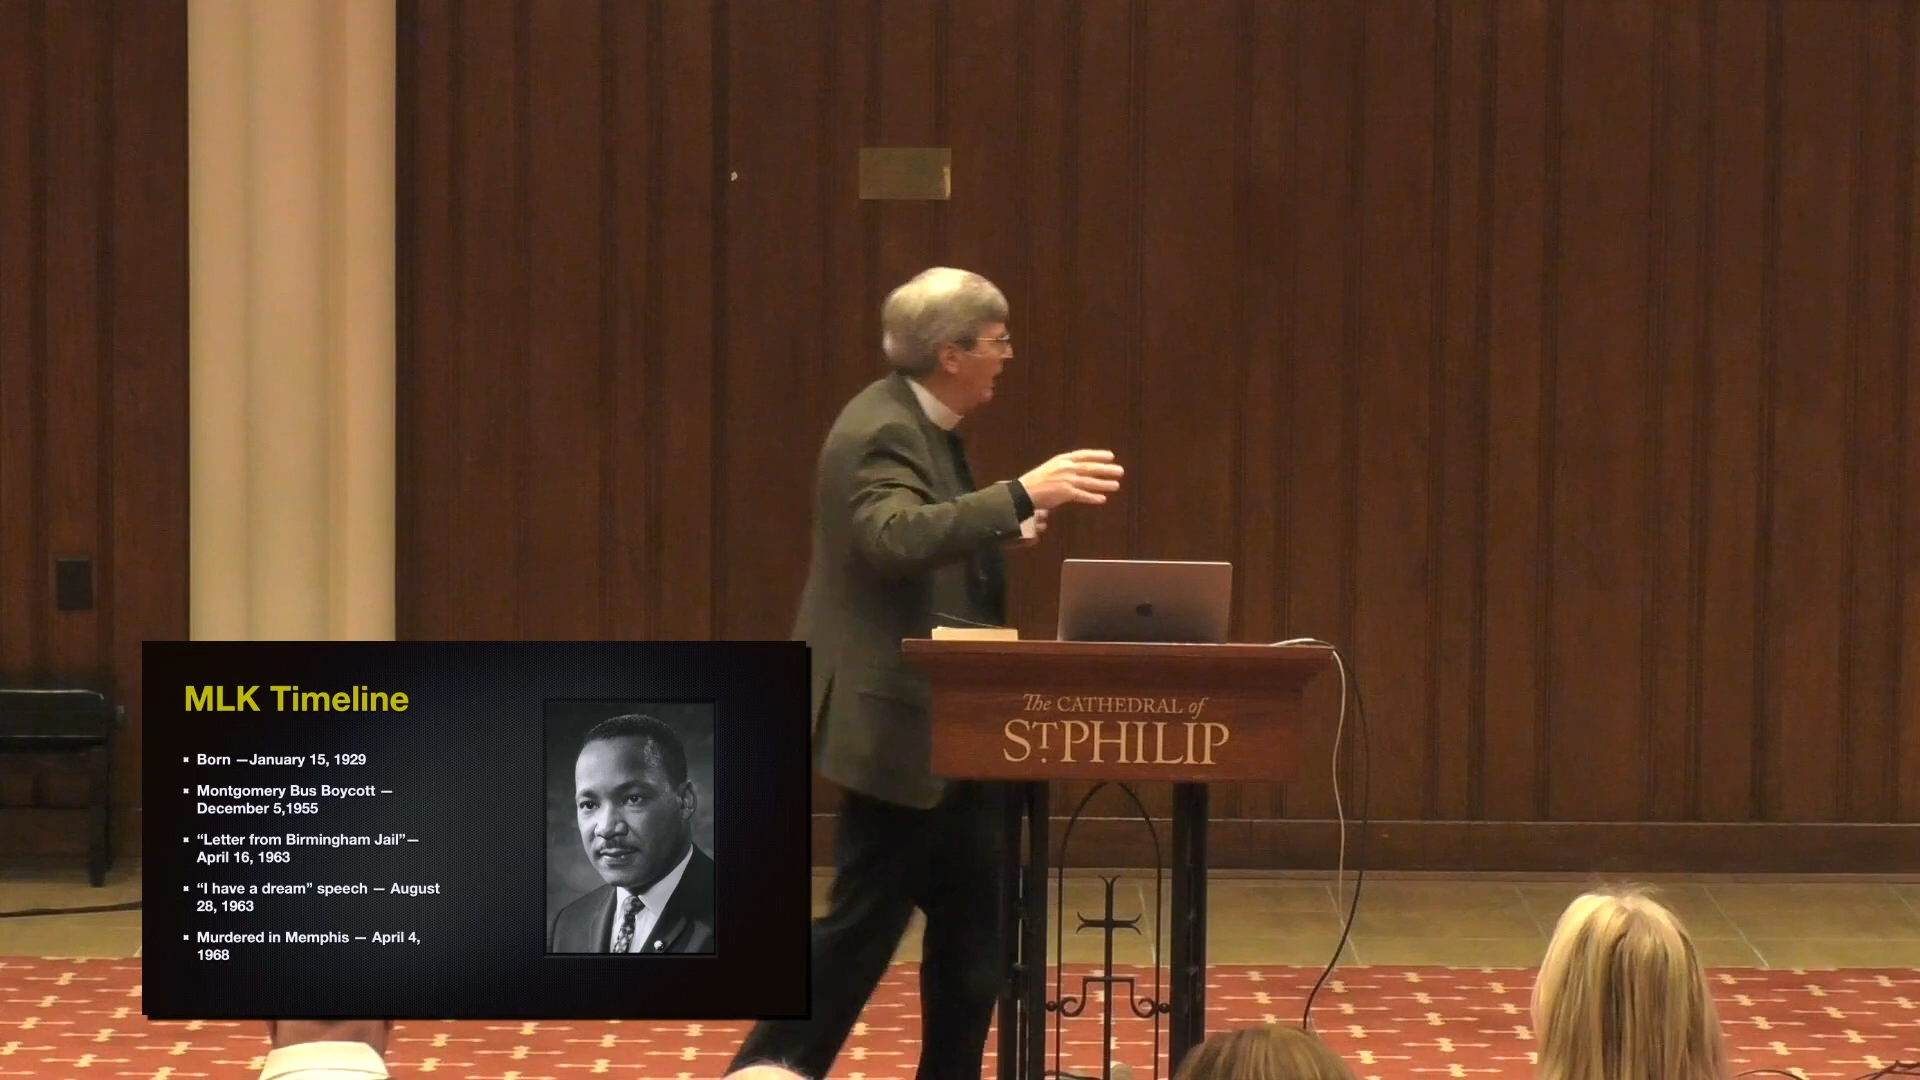 MLK Timeline
Born —January 15, 1929
Montgomery Bus Boycott —
December 5,1955
“Letter from Birmingham Jail”—
April 16, 1963
“I have a dream” speech — August
28, 1963
Murdered in Memphis — April 4,
1968
The CATHEDRAL of
ST. PHILIP